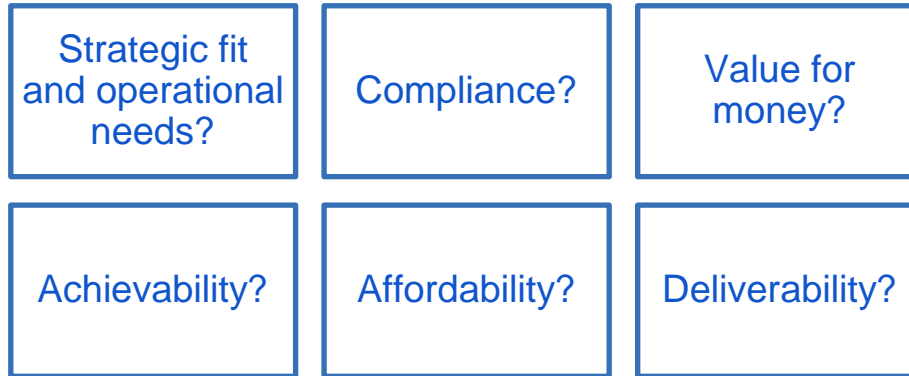 Strategic fit
and operational
needs?
Compliance?
Value for
money?
Achievability?
Affordability?
Deliverability?